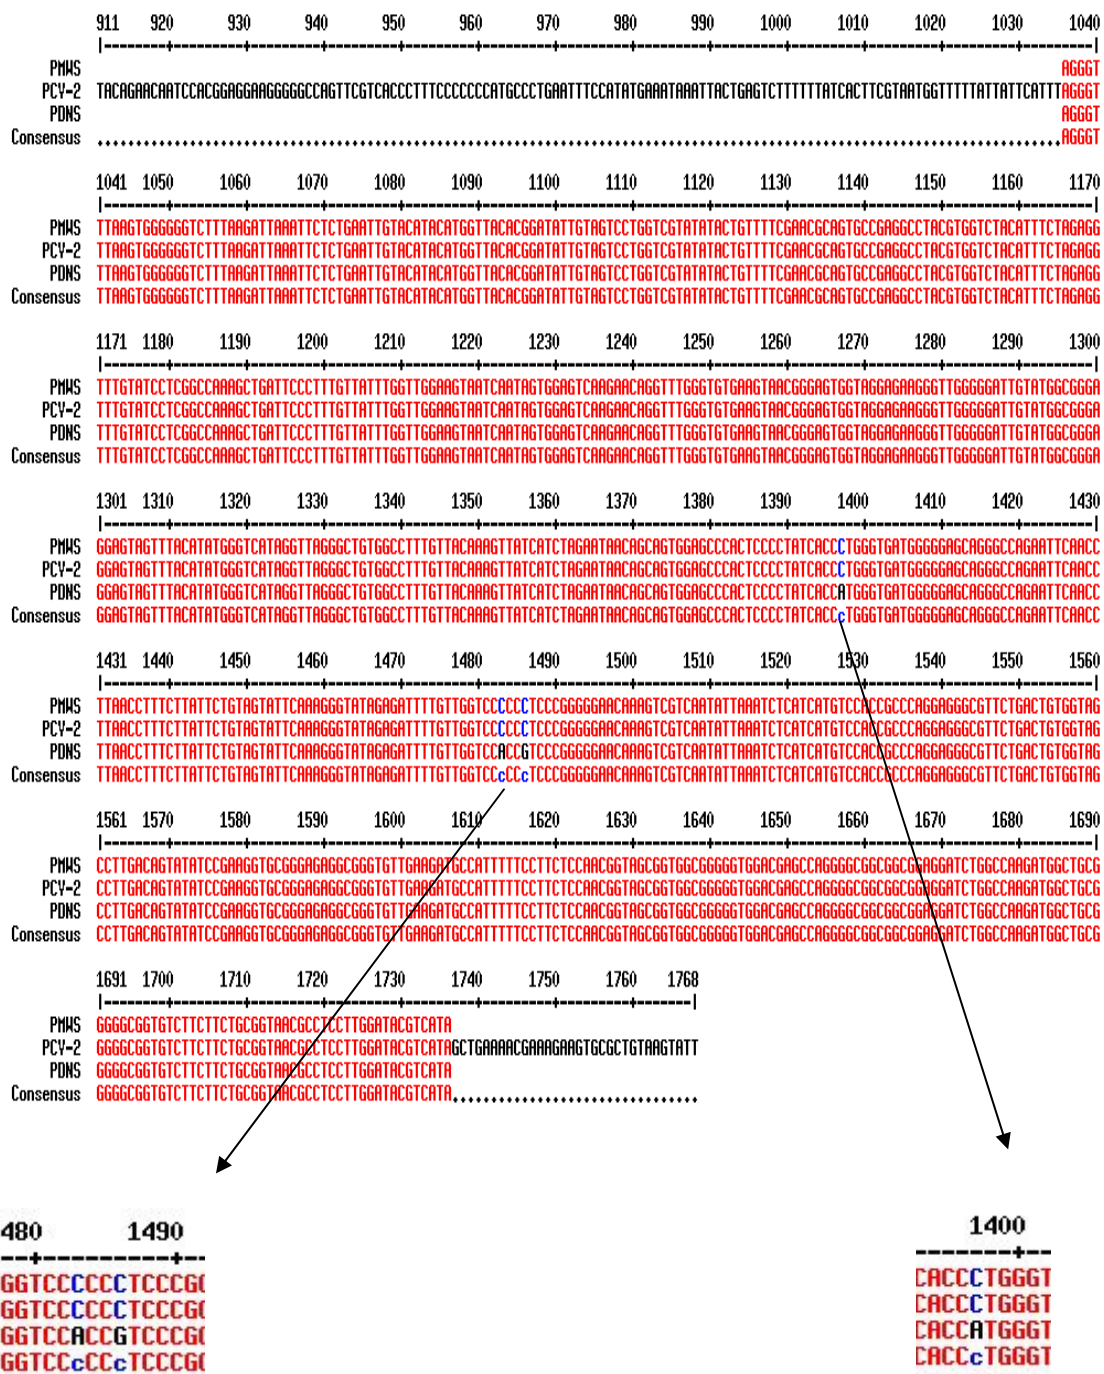 911 920 930 940 950 960 970 980 990 1000 1010 1020 1030 1040
|--------+---------+---------+---------+---------+---------+---------+---------+---------+---------+---------+---------+---------|
PMWS AGGGT
PCV-2 TACAGAACAATCCACGGAGGAAGGGGGCCAGTTCGTCACCCTTTCCCCCCCATGCCCTGAATTTCCATATGAAATAAATTACTGAGTCTTTTTTATCACTTCGTAATGGTTTTTATTATTCATTTAGGGT
PDNS AGGGT
Consensus .............................................................................................................................AGGGT
1041 1050 1060 1070 1080 1090 1100 1110 1120 1130 1140 1150 1160 1170
|--------+---------+---------+---------+---------+---------+---------+---------+---------+---------+---------+---------+---------|
PMWS TTAAGTGGGGGGTCTTTAAGATTAAATTCTCTGAATTGTACATACATGGTTACACGGATATTGTAGTCCTGGTCGTATATACTGTTTTCGAACGCAGTGCCGAGGCCTACGTGGTCTACATTTCTAGAGG
PCV-2 TTAAGTGGGGGGTCTTTAAGATTAAATTCTCTGAATTGTACATACATGGTTACACGGATATTGTAGTCCTGGTCGTATATACTGTTTTCGAACGCAGTGCCGAGGCCTACGTGGTCTACATTTCTAGAGG
PDNS TTAAGTGGGGGGTCTTTAAGATTAAATTCTCTGAATTGTACATACATGGTTACACGGATATTGTAGTCCTGGTCGTATATACTGTTTTCGAACGCAGTGCCGAGGCCTACGTGGTCTACATTTCTAGAGG
Consensus TTAAGTGGGGGGTCTTTAAGATTAAATTCTCTGAATTGTACATACATGGTTACACGGATATTGTAGTCCTGGTCGTATATACTGTTTTCGAACGCAGTGCCGAGGCCTACGTGGTCTACATTTCTAGAGG
1171 1180 1190 1200 1210 1220 1230 1240 1250 1260 1270 1280 1290 1300
|--------+---------+---------+---------+---------+---------+---------+---------+---------+---------+---------+---------+---------|
PMWS TTTGTATCCTCGGCCAAAGCTGATTCCCTTTGTTATTTGGTTGGAAGTAATCAATAGTGGAGTCAAGAACAGGTTTGGGTGTGAAGTAACGGGAGTGGTAGGAGAAGGGTTGGGGGATTGTATGGCGGGA
PCV-2 TTTGTATCCTCGGCCAAAGCTGATTCCCTTTGTTATTTGGTTGGAAGTAATCAATAGTGGAGTCAAGAACAGGTTTGGGTGTGAAGTAACGGGAGTGGTAGGAGAAGGGTTGGGGGATTGTATGGCGGGA
PDNS TTTGTATCCTCGGCCAAAGCTGATTCCCTTTGTTATTTGGTTGGAAGTAATCAATAGTGGAGTCAAGAACAGGTTTGGGTGTGAAGTAACGGGAGTGGTAGGAGAAGGGTTGGGGGATTGTATGGCGGGA
Consensus TTTGTATCCTCGGCCAAAGCTGATTCCCTTTGTTATTTGGTTGGAAGTAATCAATAGTGGAGTCAAGAACAGGTTTGGGTGTGAAGTAACGGGAGTGGTAGGAGAAGGGTTGGGGGATTGTATGGCGGGA
1301 1310 1320 1330 1340 1350 1360 1370 1380 1390 1400 1410 1420 1430
|--------+---------+---------+---------+---------+---------+---------+---------+---------+---------+---------+---------+---------|
PMWS GGAGTAGTTTACATATGGGTCATAGGTTAGGGCTGTGGCCTTTGTTACAAAGTTATCATCTAGAATAACAGCAGTGGAGCCCACTCCCCTATCACCCTGGGTGATGGGGGAGCAGGGCCAGAATTCAACC
PCV-2 GGAGTAGTTTACATATGGGTCATAGGTTAGGGCTGTGGCCTTTGTTACAAAGTTATCATCTAGAATAACAGCAGTGGAGCCCACTCCCCTATCACCCTGGGTGATGGGGGAGCAGGGCCAGAATTCAACC
PDNS GGAGTAGTTTACATATGGGTCATAGGTTAGGGCTGTGGCCTTTGTTACAAAGTTATCATCTAGAATAACAGCAGTGGAGCCCACTCCCCTATCACCATGGGTGATGGGGGAGCAGGGCCAGAATTCAACC
Consensus GGAGTAGTTTACATATGGGTCATAGGTTAGGGCTGTGGCCTTTGTTACAAAGTTATCATCTAGAATAACAGCAGTGGAGCCCACTCCCCTATCACCcTGGGTGATGGGGGAGCAGGGCCAGAATTCAACC
1431 1440 1450 1460 1470 1480 1490 1500 1510 1520 1530 1540 1550 1560
|--------+---------+---------+---------+---------+---------+---------+---------+---------+---------+---------+---------+---------|
PMWS TTAACCTTTCTTATTCTGTAGTATTCAAAGGGTATAGAGATTTTGTTGGTCCCCCCTCCCGGGGGAACAAAGTCGTCAATATTAAATCTCATCATGTCCACCGCCCAGGAGGGCGTTCTGACTGTGGTAG
PCV-2 TTAACCTTTCTTATTCTGTAGTATTCAAAGGGTATAGAGATTTTGTTGGTCCCCCCTCCCGGGGGAACAAAGTCGTCAATATTAAATCTCATCATGTCCACCGCCCAGGAGGGCGTTCTGACTGTGGTAG
PDNS TTAACCTTTCTTATTCTGTAGTATTCAAAGGGTATAGAGATTTTGTTGGTCCACCGTCCCGGGGGAACAAAGTCGTCAATATTAAATCTCATCATGTCCACCGCCCAGGAGGGCGTTCTGACTGTGGTAG
Consensus TTAACCTTTCTTATTCTGTAGTATTCAAAGGGTATAGAGATTTTGTTGGTCCcCCcTCCCGGGGGAACAAAGTCGTCAATATTAAATCTCATCATGTCCACCGCCCAGGAGGGCGTTCTGACTGTGGTAG
1561 1570 1580 1590 1600 1610 1620 1630 1640 1650 1660 1670 1680 1690
|--------+---------+---------+---------+---------+---------+---------+---------+---------+---------+---------+---------+---------|
PMWS CCTTGACAGTATATCCGAAGGTGCGGGAGAGGCGGGTGTTGAAGATGCCATTTTTCCTTCTCCAACGGTAGCGGTGGCGGGGGTGGACGAGCCAGGGGCGGCGGCGGAGGATCTGGCCAAGATGGCTGCG
PCV-2 CCTTGACAGTATATCCGAAGGTGCGGGAGAGGCGGGTGTTGAAGATGCCATTTTTCCTTCTCCAACGGTAGCGGTGGCGGGGGTGGACGAGCCAGGGGCGGCGGCGGAGGATCTGGCCAAGATGGCTGCG
PDNS CCTTGACAGTATATCCGAAGGTGCGGGAGAGGCGGGTGTTGAAGATGCCATTTTTCCTTCTCCAACGGTAGCGGTGGCGGGGGTGGACGAGCCAGGGGCGGCGGCGGAGGATCTGGCCAAGATGGCTGCG
Consensus CCTTGACAGTATATCCGAAGGTGCGGGAGAGGCGGGTGTTGAAGATGCCATTTTTCCTTCTCCAACGGTAGCGGTGGCGGGGGTGGACGAGCCAGGGGCGGCGGCGGAGGATCTGGCCAAGATGGCTGCG
1691 1700 1710 1720 1730 1740 1750 1760 1768
|--------+---------+---------+---------+---------+---------+---------+-------|
PMWS GGGGCGGTGTCTTCTTCTGCGGTAACGCCTCCTTGGATACGTCATA
PCV-2 GGGGCGGTGTCTTCTTCTGCGGTAACGCCTCCTTGGATACGTCATAGCTGAAAACGAAAGAAGTGCGCTGTAAGTATT
PDNS GGGGCGGTGTCTTCTTCTGCGGTAACGCCTCCTTGGATACGTCATA
Consensus GGGGCGGTGTCTTCTTCTGCGGTAACGCCTCCTTGGATACGTCATA................................
480 1490
--+---------+--
GGTCCCCCCTCCCG
GGTCCCCCCTCCCG
GGTCCACCGTCCCG
GGTCCcCCcTCCCG
1400
-------+--
CACCCTGGGT
CACCCTGGGT
CACCATGGGT
CACCcTGGGT